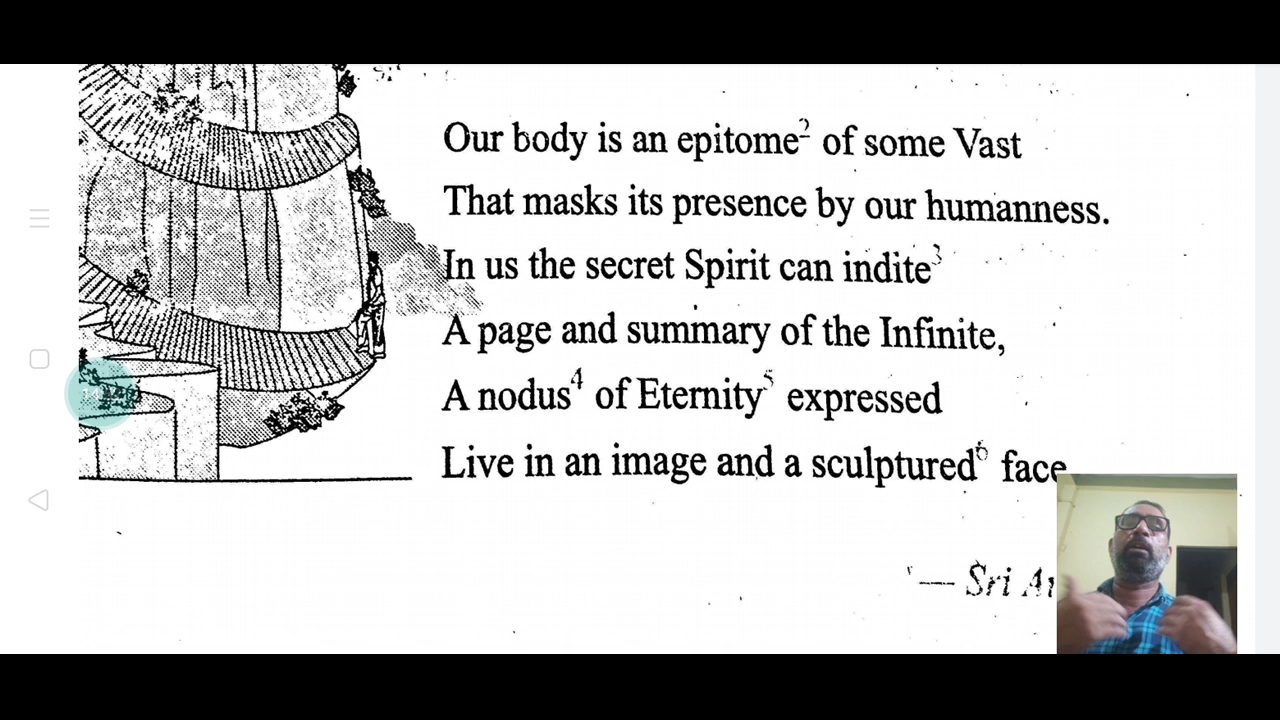 Our body is an epitome² of some Vast
That masks its presence by our humanness.
In us the secret Spirit can indite³
A page and summary of the Infinite,
A nodus⁴ of Eternity⁵ expressed
Live in an image and a sculptured⁶ face
— Sri